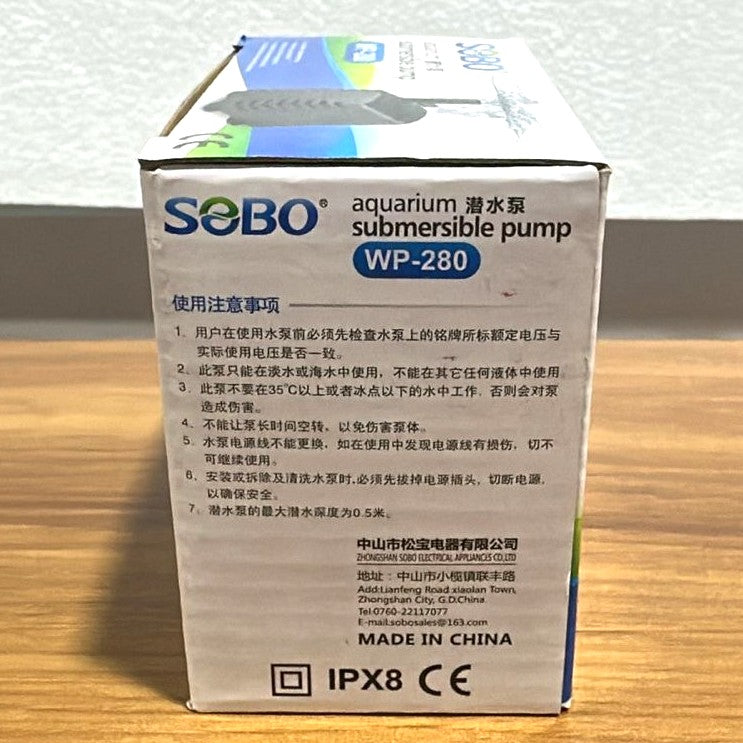 SOBO®
aquarium 潜水泵
submersible pump
WP-280
使用注意事项
1、用户在使用水泵前必须先检查水泵上的铭牌所标额定电压与
实际使用电压是否一致。
2、此泵只能在淡水或海水中使用，不能在其它任何液体中使用
3、此泵不要在35℃以上或者冰点以下的水中工作，否则会对泵
造成伤害。
4、不能让泵长时间空转，以免伤害泵体。
5、水泵电源线不能更换，如在使用中发现电源线有损伤，切不
可继续使用。
6、安装或拆除及清洗水泵时,必须先拔掉电源插头，切断电源，
以确保安全。
7、潜水泵的最大潜水深度为0.5米。
中山市松宝电器有限公司
ZHONGSHAN SOBO ELECTRICAL APPLIANCES CO,LTD
地址：中山市小榄镇联丰路
Add:Lianfeng Road xiaolan Town,
Zhongshan City, G.D.China
Tel:0760-22117077
E-mail:sobosales@163.com
MADE IN CHINA
IPX8 CE